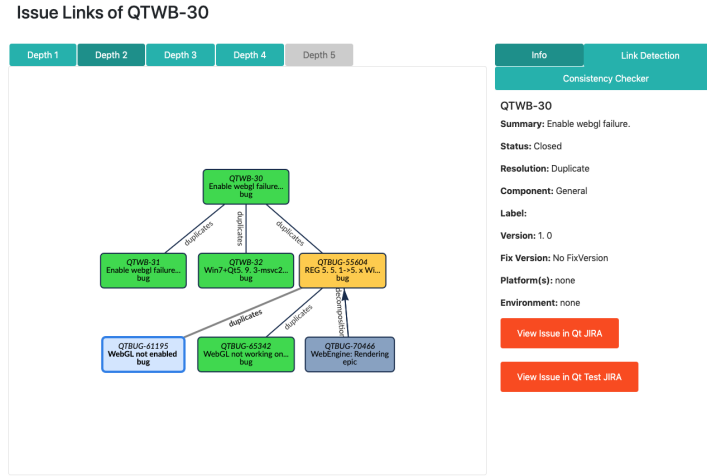 Issue Links of QTWB-30
Depth 1
Depth 2
Depth 3
Depth 4
Depth 5
Info
Link Detection
Consistency Checker
QTWB-30
Enable webgl failure...
bug
duplicates
duplicates
duplicates
QTWB-31
Enable webgl failure...
bug
QTWB-32
Win7+Qt5. 9. 3-msvc2...
bug
QTBUG-55604
REG 5. 5. 1->5. x Wi...
bug
duplicates
duplicates
decomposition
QTBUG-61195
WebGL not enabled
bug
QTBUG-65342
WebGL not working on...
bug
QTBUG-70466
WebEngine: Rendering
epic
QTWB-30
Summary: Enable webgl failure.
Status: Closed
Resolution: Duplicate
Component: General
Label:
Version: 1. 0
Fix Version: No FixVersion
Platform(s): none
Environment: none
View Issue in Qt JIRA
View Issue in Qt Test JIRA